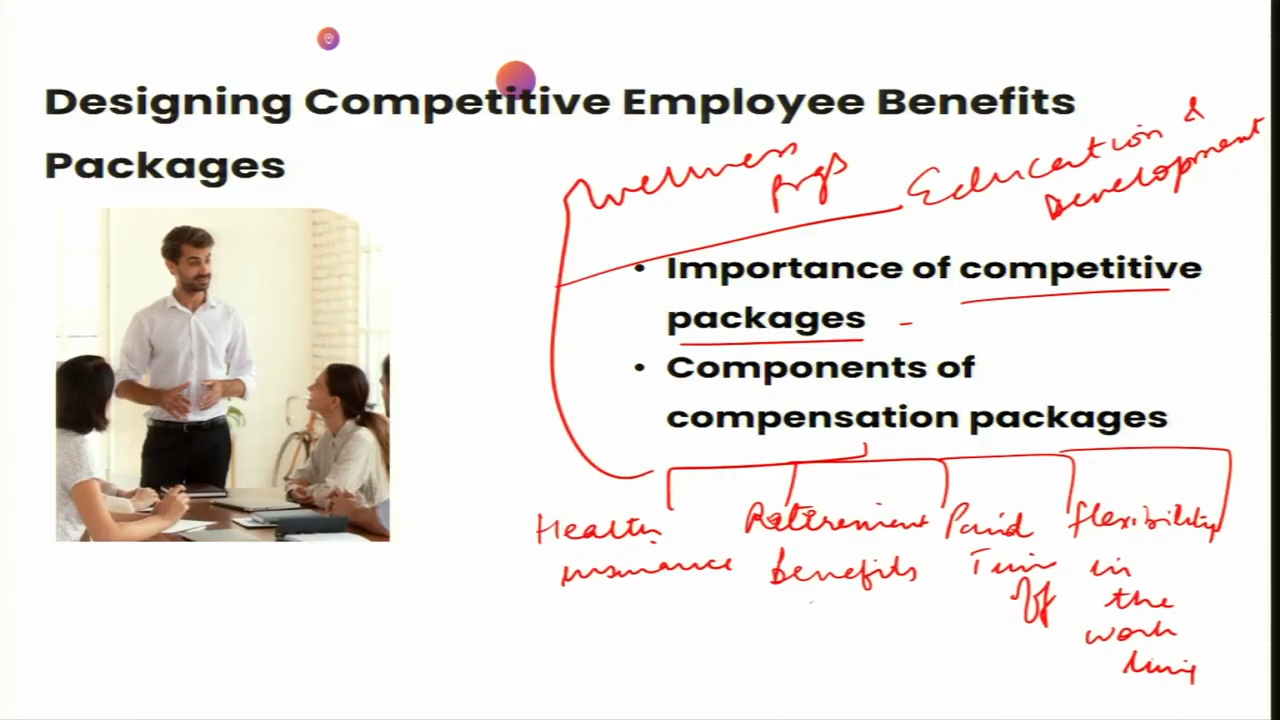 Designing Competitive Employee Benefits
Packages
Wellness
Prgs
Education &
Development
• Importance of competitive
packages
• Components of
compensation packages
Health
insurance
Retirement
Benefits
Paid
Time
Off
flexibility
in
the
work